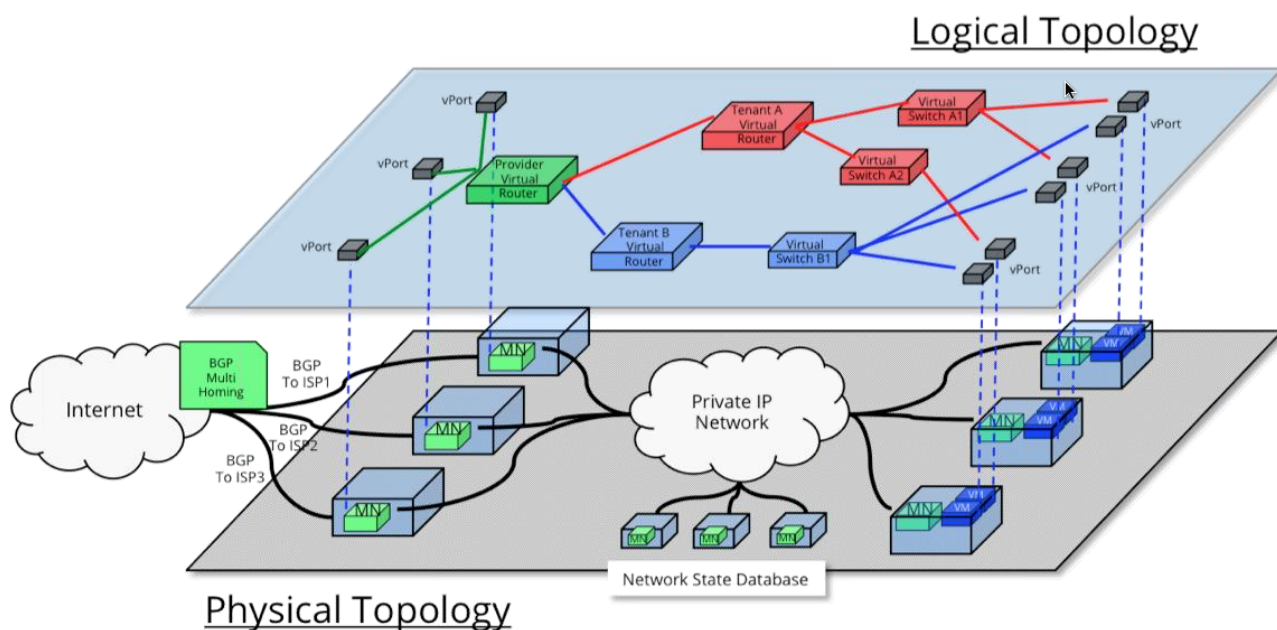 Logical Topology
vPort
Tenant A
Virtual
Router
Virtual
Switch A1
vPort
vPort
Provider
Virtual
Router
Virtual
Switch A2
vPort
vPort
Tenant B
Virtual
Router
Virtual
Switch B1
vPort
Internet
BGP
Multi
Homing
BGP
To ISP1
BGP
To ISP2
BGP
To ISP3
MN
MN
MN
Private IP
Network
MN
VM
VM
MN
VM
VM
MN
VM
VM
MN
MN
MN
Network State Database
Physical Topology